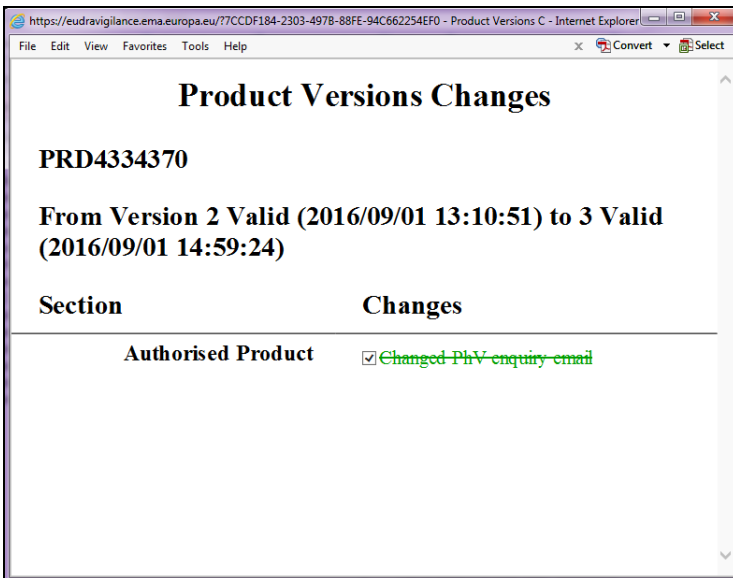 https://eudravigilance.ema.europa.eu/?7CCDF184-2303-497B-88FE-94C662254EF0 - Product Versions C - Internet Explorer
File Edit View Favorites Tools Help x Convert Select
Product Versions Changes
PRD4334370
From Version 2 Valid (2016/09/01 13:10:51) to 3 Valid
(2016/09/01 14:59:24)
Section Changes
Authorised Product Changed PhV enquiry email